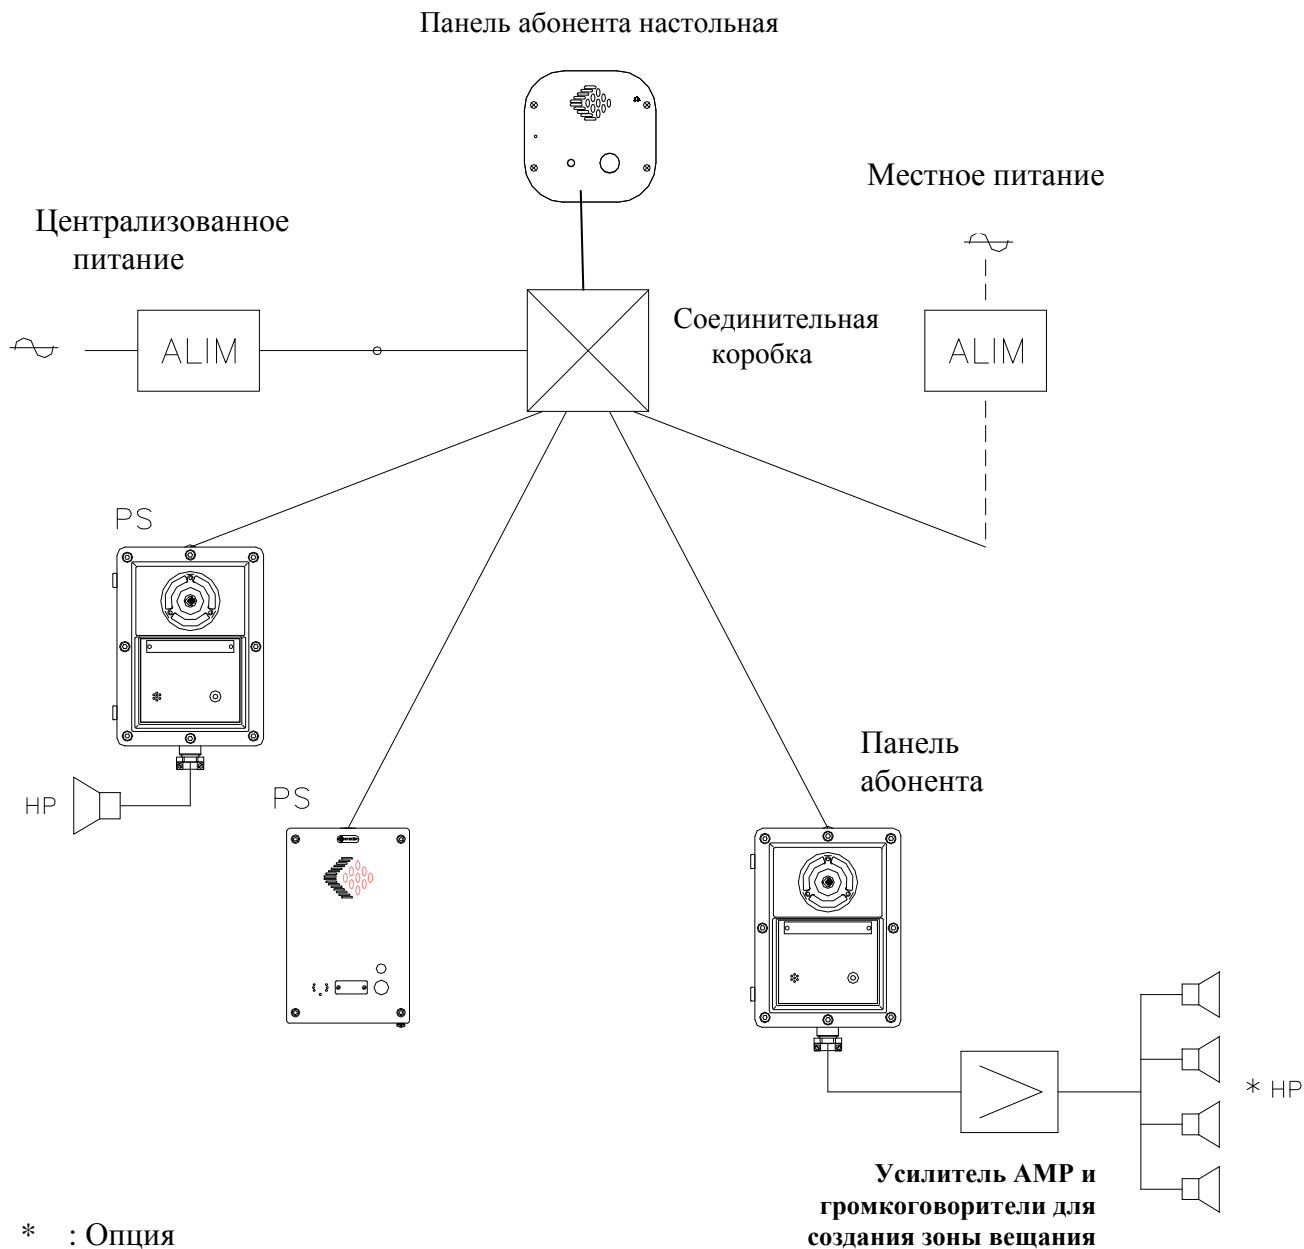 Панель абонента настольная
Местное питание
Централизованное
питание
Соединительная
коробка
ALIM
ALIM
PS
Панель
абонента
PS
HP
* HP
Усилитель АМР и
громкоговорители для
создания зоны вещания
* : Опция